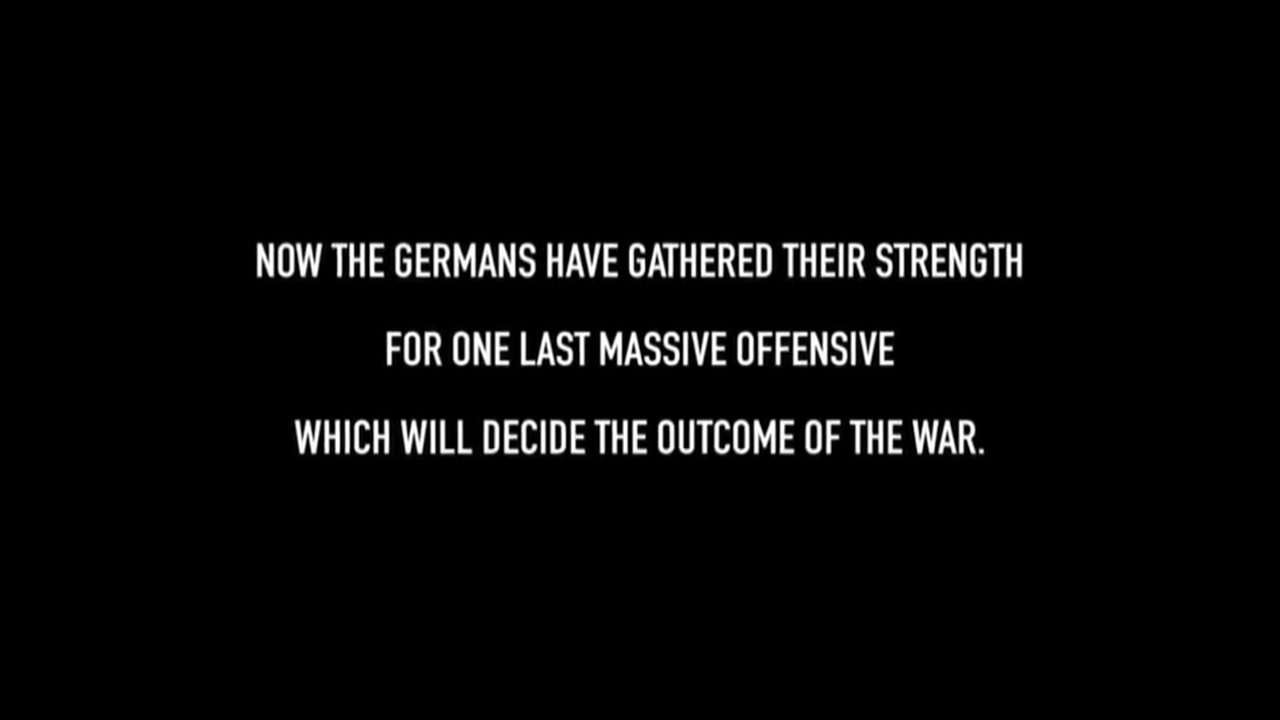 NOW THE GERMANS HAVE GATHERED THEIR STRENGTH
FOR ONE LAST MASSIVE OFFENSIVE
WHICH WILL DECIDE THE OUTCOME OF THE WAR.